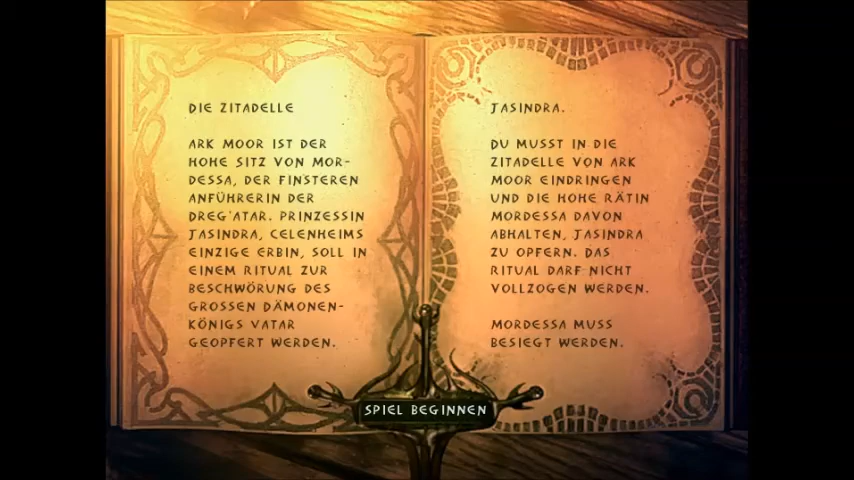 DIE ZITADELLE
ARK MOOR IST DER
HOHE SITZ VON MOR-
DESSA, DER FINSTEREN
ANFÜHRERIN DER
DREG'ATAR. PRINZESSIN
JASINDRA, CELENHEIMS
EINZIGE ERBIN, SOLL IN
EINEM RITUAL ZUR
BESCHWÖRUNG DES
GROSSEN DÄMONEN-
KÖNIGS VATAR
GEOPFERT WERDEN.
JASINDRA.
DU MUSST IN DIE
ZITADELLE VON ARK
MOOR EINDRINGEN
UND DIE HOHE RÄTIN
MORDESSA DAVON
ABHALTEN, JASINDRA
ZU OPFERN. DAS
RITUAL DARF NICHT
VOLLZOGEN WERDEN.
MORDESSA MUSS
BESIEGT WERDEN.
SPIEL BEGINNEN